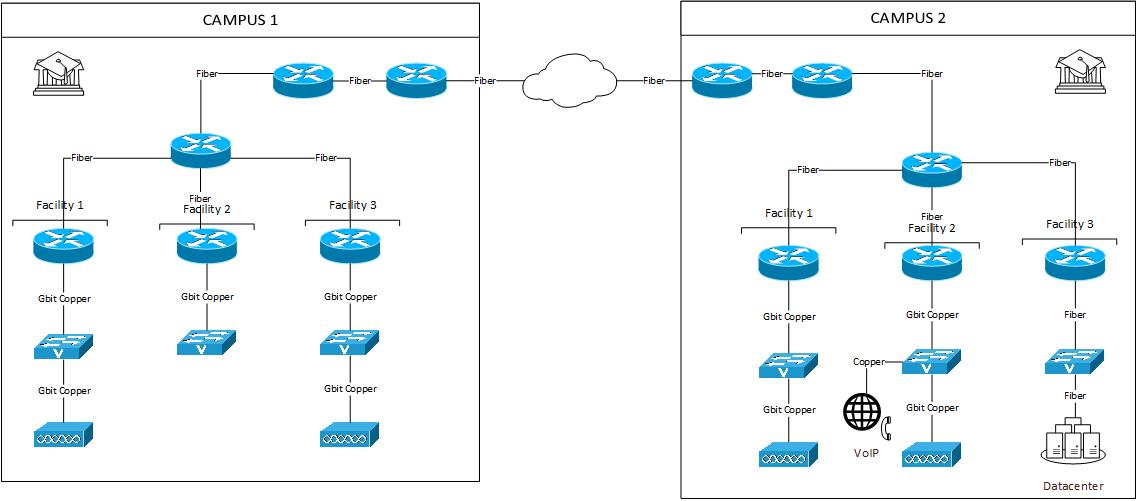 CAMPUS 1
CAMPUS 2
Fiber
Fiber
Fiber
Fiber
Fiber
Fiber
Fiber
Fiber
Fiber
Fiber
Fiber
Facility 1
Facility 2
Facility 3
Fiber
Fiber
Facility 1
Facility 2
Facility 3
Gbit Copper
Gbit Copper
Gbit Copper
Gbit Copper
Gbit Copper
Fiber
V
V
V
V
V
V
Gbit Copper
Gbit Copper
Copper
Gbit Copper
Gbit Copper
Fiber
VoIP
Datacenter